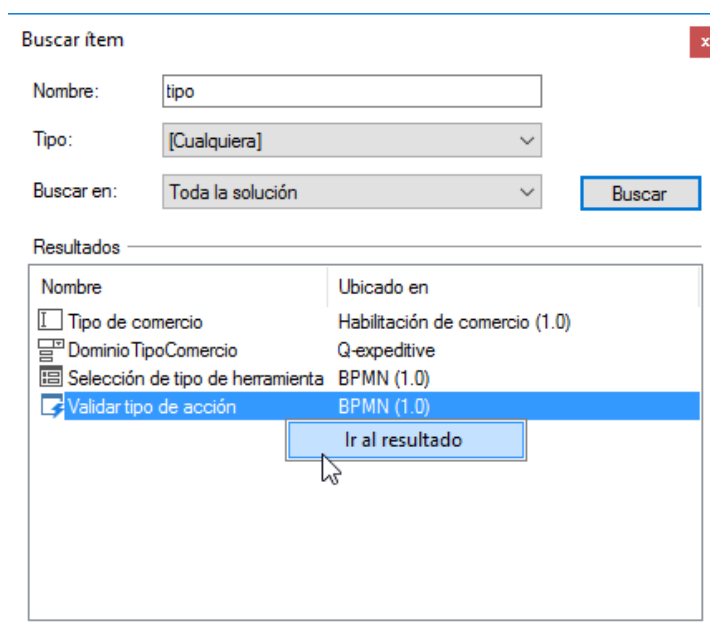 Buscar ítem
x
Nombre: tipo
Tipo: [Cualquiera]
Buscar en: Toda la solución Buscar
Resultados
Nombre Ubicado en
Tipo de comercio Habilitación de comercio (1.0)
DominioTipoComercio Q-expeditive
Selección de tipo de herramienta BPMN (1.0)
Validar tipo de acción BPMN (1.0)
Ir al resultado